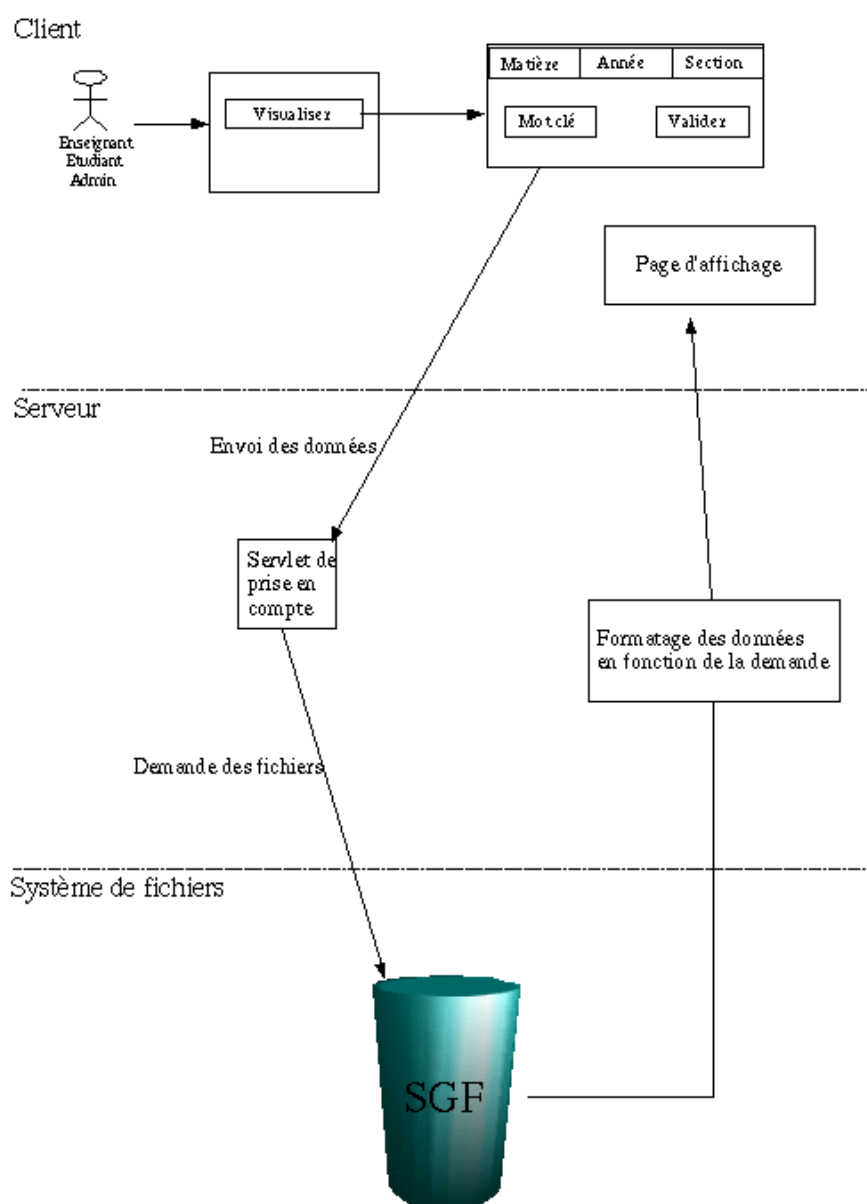 Client
Matière Année Section
Visualiser
Mot clé Valider
Enseignant
Etudiant
Admin
Page d'affichage
Serveur
Envoi des données
Servlet de
prise en
compte
Formatage des données
en fonction de la demande
Demande des fichiers
Système de fichiers
SGF